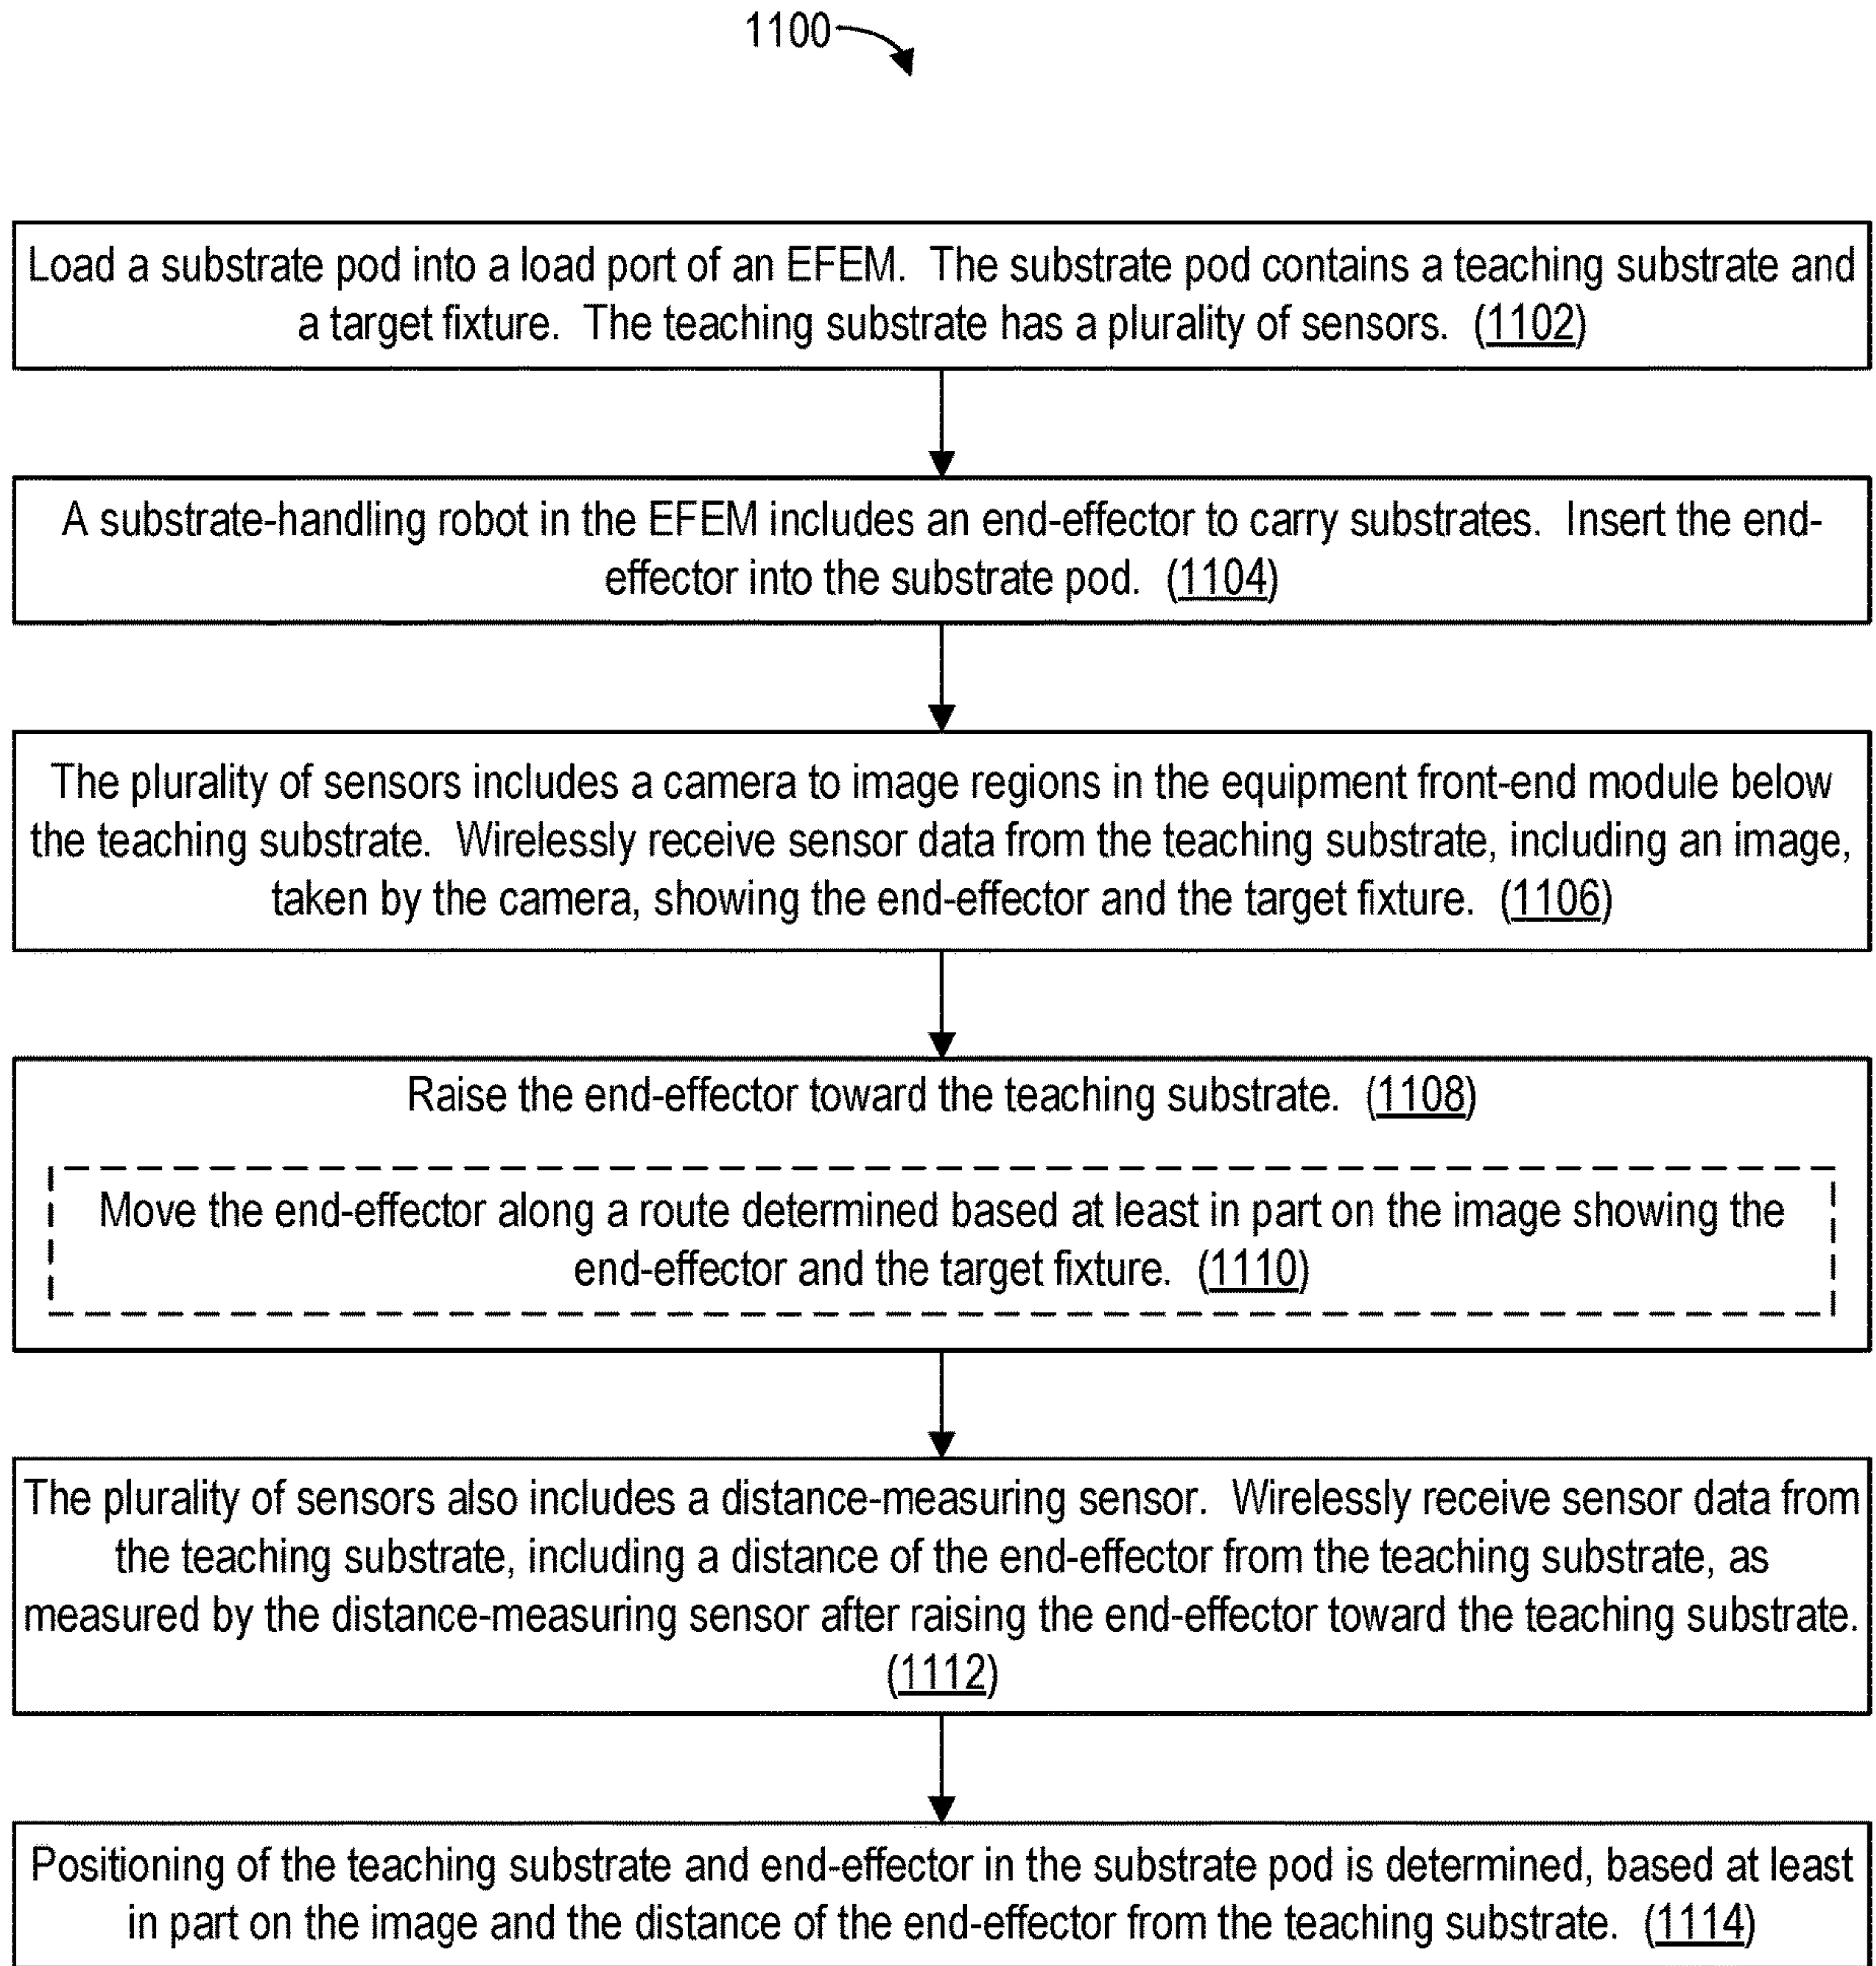 1100
Load a substrate pod into a load port of an EFEM. The substrate pod contains a teaching substrate and
a target fixture. The teaching substrate has a plurality of sensors. (1102)
A substrate-handling robot in the EFEM includes an end-effector to carry substrates. Insert the end-
effector into the substrate pod. (1104)
The plurality of sensors includes a camera to image regions in the equipment front-end module below
the teaching substrate. Wirelessly receive sensor data from the teaching substrate, including an image,
taken by the camera, showing the end-effector and the target fixture. (1106)
Raise the end-effector toward the teaching substrate. (1108)
Move the end-effector along a route determined based at least in part on the image showing the
end-effector and the target fixture. (1110)
The plurality of sensors also includes a distance-measuring sensor. Wirelessly receive sensor data from
the teaching substrate, including a distance of the end-effector from the teaching substrate, as
measured by the distance-measuring sensor after raising the end-effector toward the teaching substrate.
(1112)
Positioning of the teaching substrate and end-effector in the substrate pod is determined, based at least
in part on the image and the distance of the end-effector from the teaching substrate. (1114)